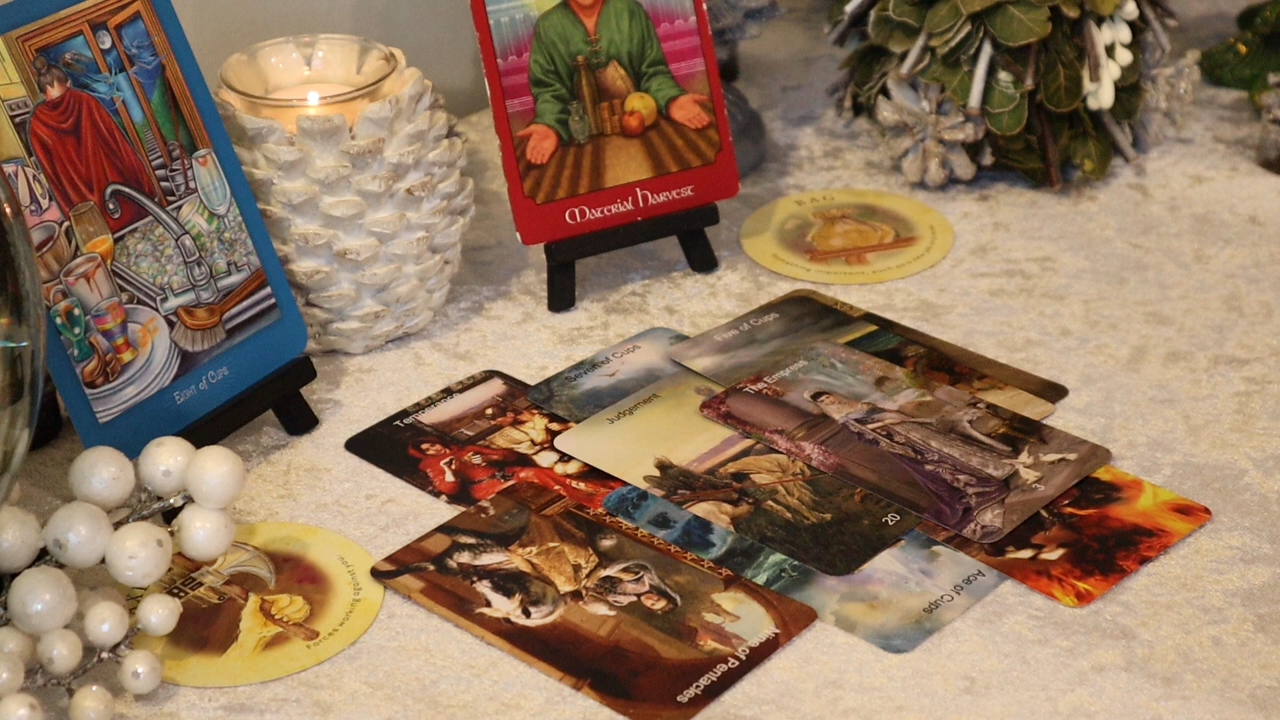 Eight of Cups
Material Harvest
BAG
Seven of Cups
Five of Cups
The Empress
3
Temperance
Judgement
20
Ace of Cups
Nine of Pentacles
Forces working against you.